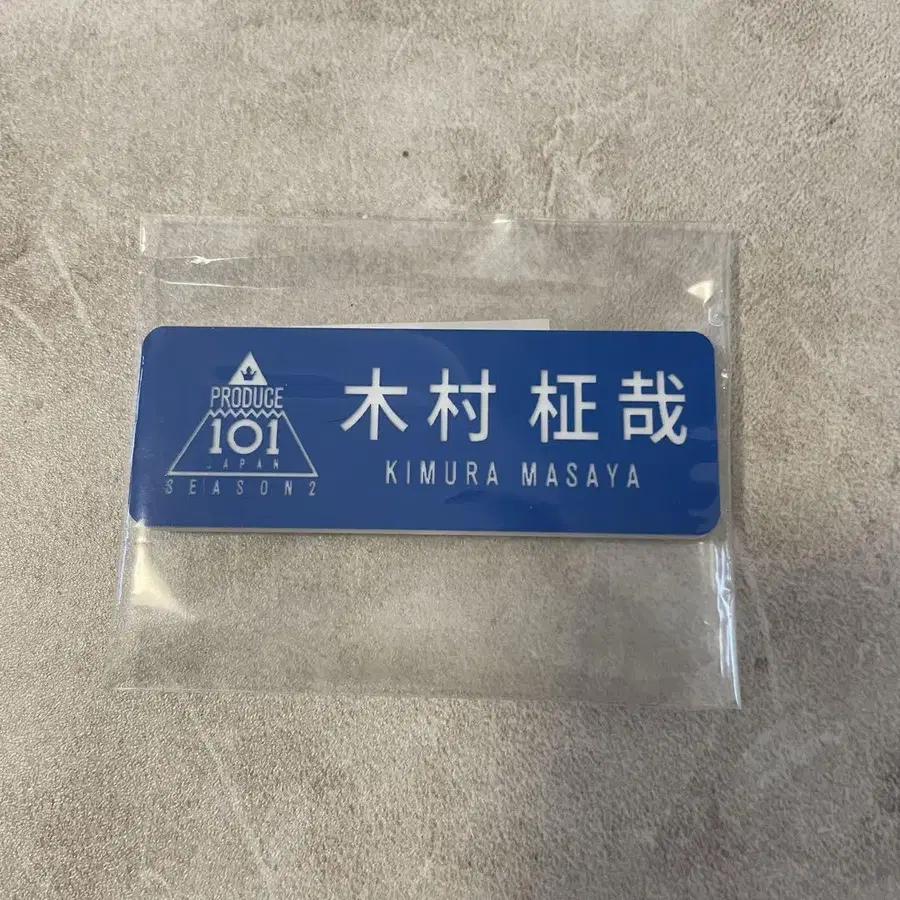 PRODUCE
101
JAPAN
SEASON2
木村 柾哉
KIMURA MASAYA